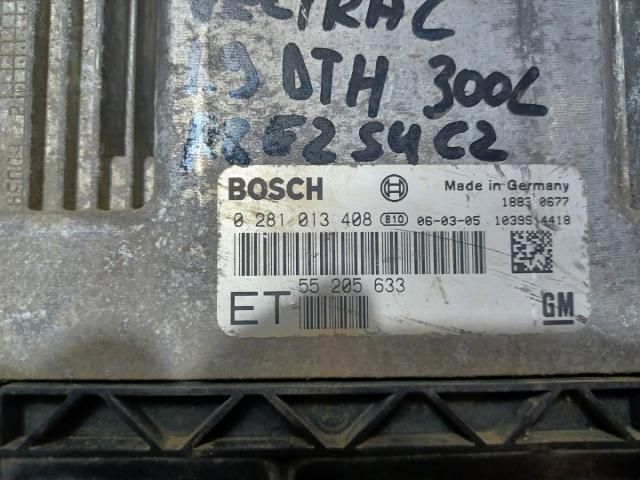 VECTRA C
1.9 DTH 300L
BOSCH
Made in Germany
1883 0677
0 281 013 408 810 06-03-05 1039S14418
55 205 633
ET
GM